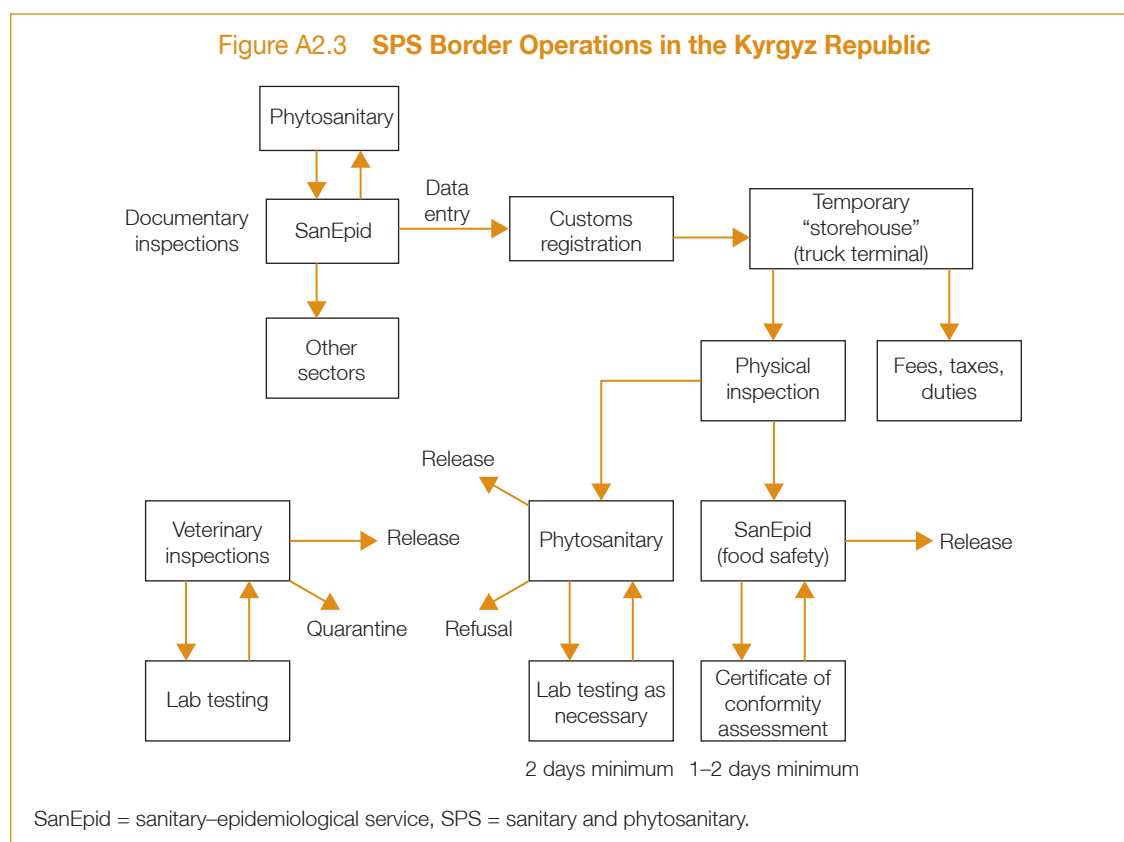 Figure A2.3 SPS Border Operations in the Kyrgyz Republic
Phytosanitary
Documentary
inspections
SanEpid
Data
entry
Customs
registration
Temporary
“storehouse”
(truck terminal)
Other
sectors
Physical
inspection
Fees, taxes,
duties
Veterinary
inspections
Release
Quarantine
Lab testing
Release
Phytosanitary
Refusal
Lab testing as
necessary
2 days minimum
SanEpid
(food safety)
Release
Certificate of
conformity
assessment
1–2 days minimum
SanEpid = sanitary–epidemiological service, SPS = sanitary and phytosanitary.